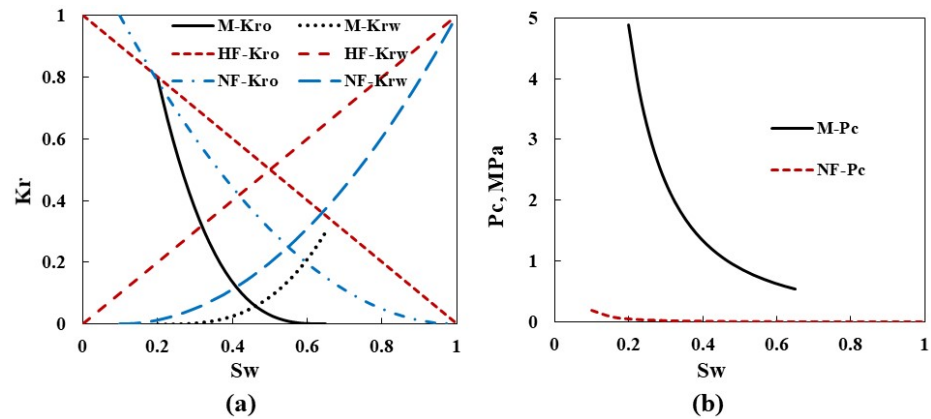 M-Kro M-Krw
HF-Kro HF-Krw
NF-Kro NF-Krw
1
0.8
0.6
0.4
0.2
0
Kr
0 0.2 0.4 0.6 0.8 1
Sw
(a)
5
4
3
2
1
0
Pc, MPa
M-Pc
NF-Pc
0 0.2 0.4 0.6 0.8 1
Sw
(b)